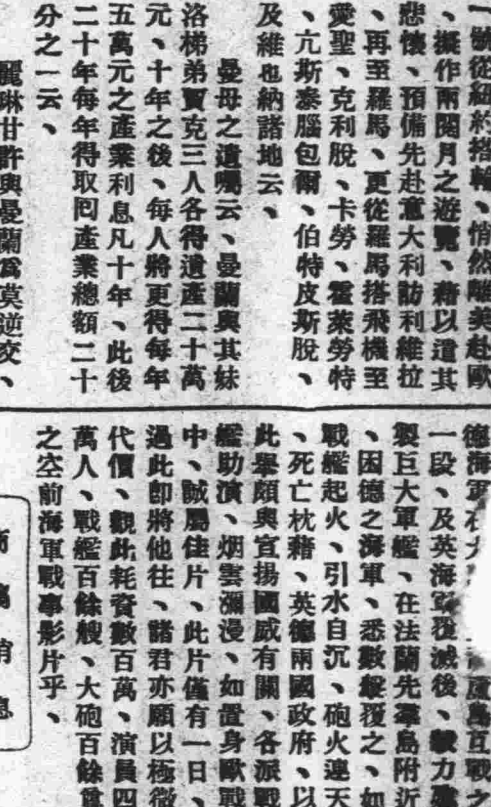 一號從紐約搭輪、悄然離美赴歐
、擬作兩閱月之遊覽、藉以遣其
悲懷、預備先赴意大利訪利維拉
、再至羅馬、更從羅馬搭飛機至
愛聖、克利脫、卡勞、霍萊勞特
、亢斯泰腦包爾、伯特皮斯脫、
及維也納諸地云、
曼母之遺囑云、曼蘭與其妹
洛梯弟賈克三人各得遺產二十萬
元、十年之後、每人將更得每年
五萬元之產業利息凡十年、此後
二十年每年得取囘產業總額二十
分之一云、
麗琳甘許與曼蘭爲莫逆交、
德海軍在大 島互戰之
一段、及英海軍覆滅後、
製巨大軍艦、在法蘭先羣島附近
、因德之海軍、悉數擊覆之、如
戰艦起火、引水自沉、砲火連天
、死亡枕藉、英德兩國政府、以
此舉頗與宣揚國威有關、各派戰
艦助演、烟雲瀰漫、如置身歐戰
中、誠屬佳片、此片僅有一日、
過此即將他往、諸君亦願以極微
代價、觀此耗資數百萬、演員四
萬人、戰艦百餘艘、大砲百餘
之空前海軍戰事影片乎、
消息